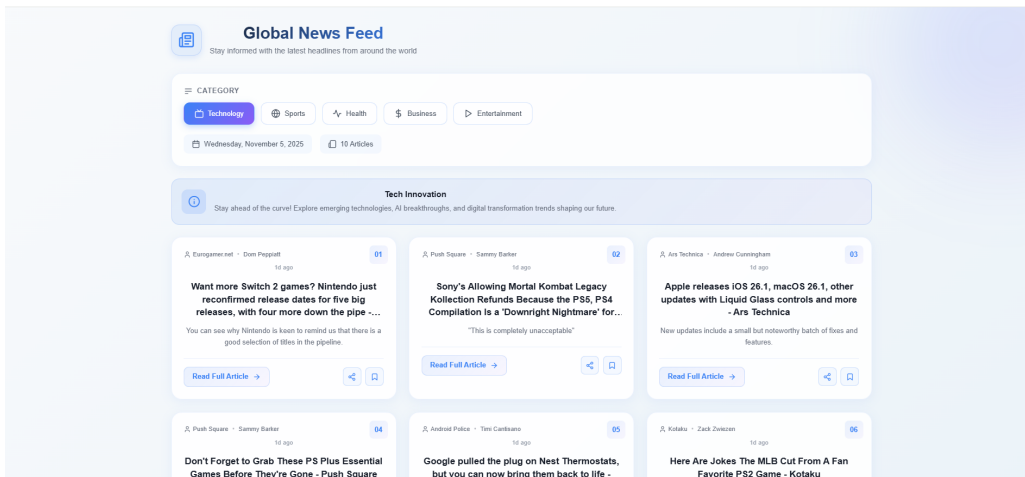 Global News Feed
Stay informed with the latest headlines from around the world
CATEGORY
Technology
Sports
Health
Business
Entertainment
Wednesday, November 5, 2025
10 Articles
Tech Innovation
Stay ahead of the curve! Explore emerging technologies, AI breakthroughs, and digital transformation trends shaping our future.
Eurogamer.net • Dom Peppiatt
01
1d ago
Want more Switch 2 games? Nintendo just
reconfirmed release dates for five big
releases, with four more down the pipe -...
You can see why Nintendo is keen to remind us that there is a
good selection of titles in the pipeline.
Read Full Article →
Push Square • Sammy Barker
02
1d ago
Sony's Allowing Mortal Kombat Legacy
Kollection Refunds Because the PS5, PS4
Compilation Is a 'Downright Nightmare' for...
"This is completely unacceptable"
Read Full Article →
Ars Technica • Andrew Cunningham
03
1d ago
Apple releases iOS 26.1, macOS 26.1, other
updates with Liquid Glass controls and more
- Ars Technica
New updates include a small but noteworthy batch of fixes and
features.
Read Full Article →
Push Square • Sammy Barker
04
1d ago
Don't Forget to Grab These PS Plus Essential
Games Before They're Gone - Push Square
Android Police • Timi Cantisano
05
1d ago
Google pulled the plug on Nest Thermostats,
but you can now bring them back to life -
Kotaku • Zack Zwiezen
06
1d ago
Here Are Jokes The MLB Cut From A Fan
Favorite PS2 Game - Kotaku